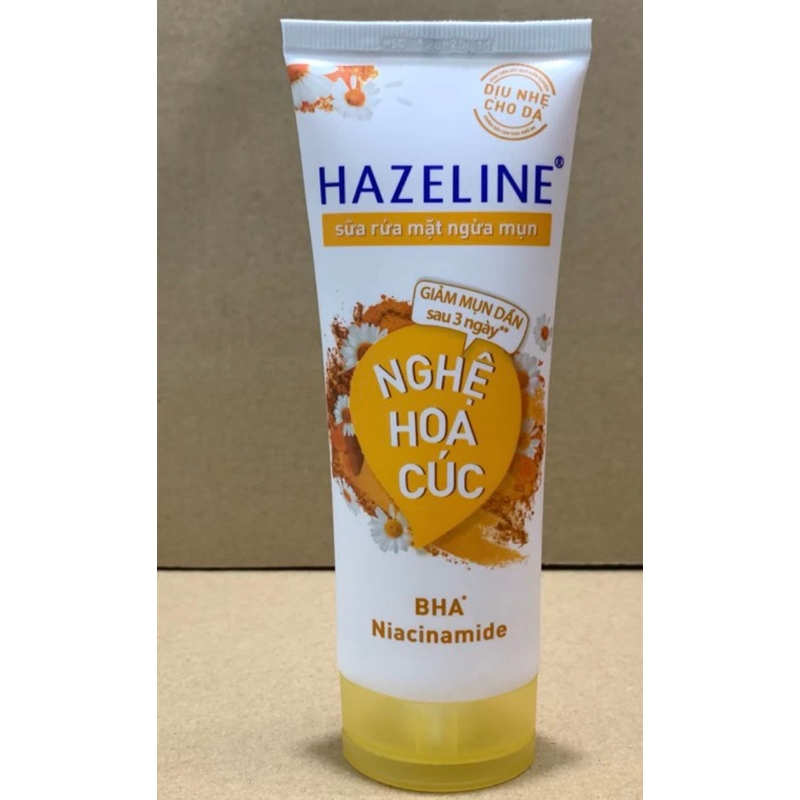 DỊU NHẸ
CHO DA
HAZELINE®
sữa rửa mặt ngừa mụn
GIẢM MỤN DẦN
sau 3 ngày**
NGHỆ
HOA
CÚC
BHA*
Niacinamide